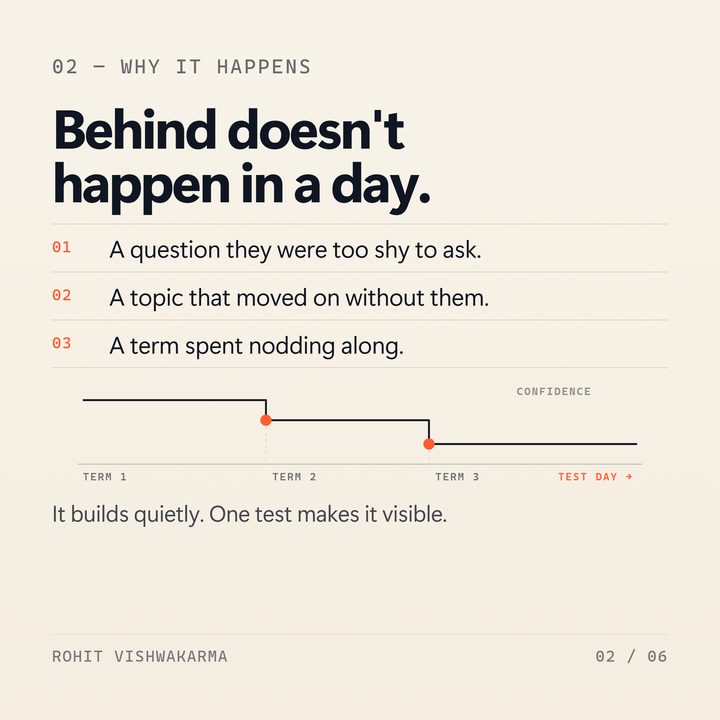 02 — WHY IT HAPPENS
Behind doesn't
happen in a day.
01 A question they were too shy to ask.
02 A topic that moved on without them.
03 A term spent nodding along.
CONFIDENCE
TERM 1 TERM 2 TERM 3 TEST DAY →
It builds quietly. One test makes it visible.
ROHIT VISHWAKARMA 02 / 06